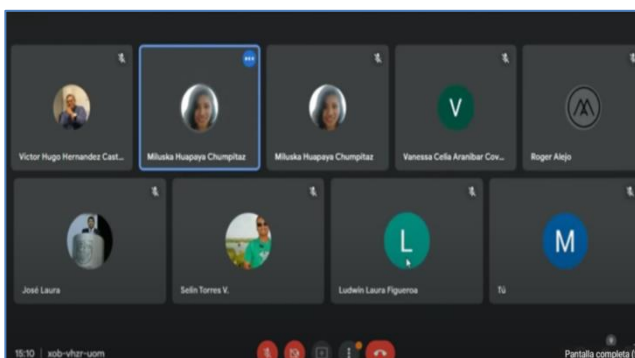 Victor Hugo Hernandez Cast...
Miluska Huapaya Chumpitaz
Miluska Huapaya Chumpitaz
V
Vanessa Celia Aranibar Cov...
Roger Alejo
José Laura
Selin Torres V.
L
Ludwin Laura Figueroa
M
Tú
15:10 | xob-vhzr-uom
Pantalla completa (